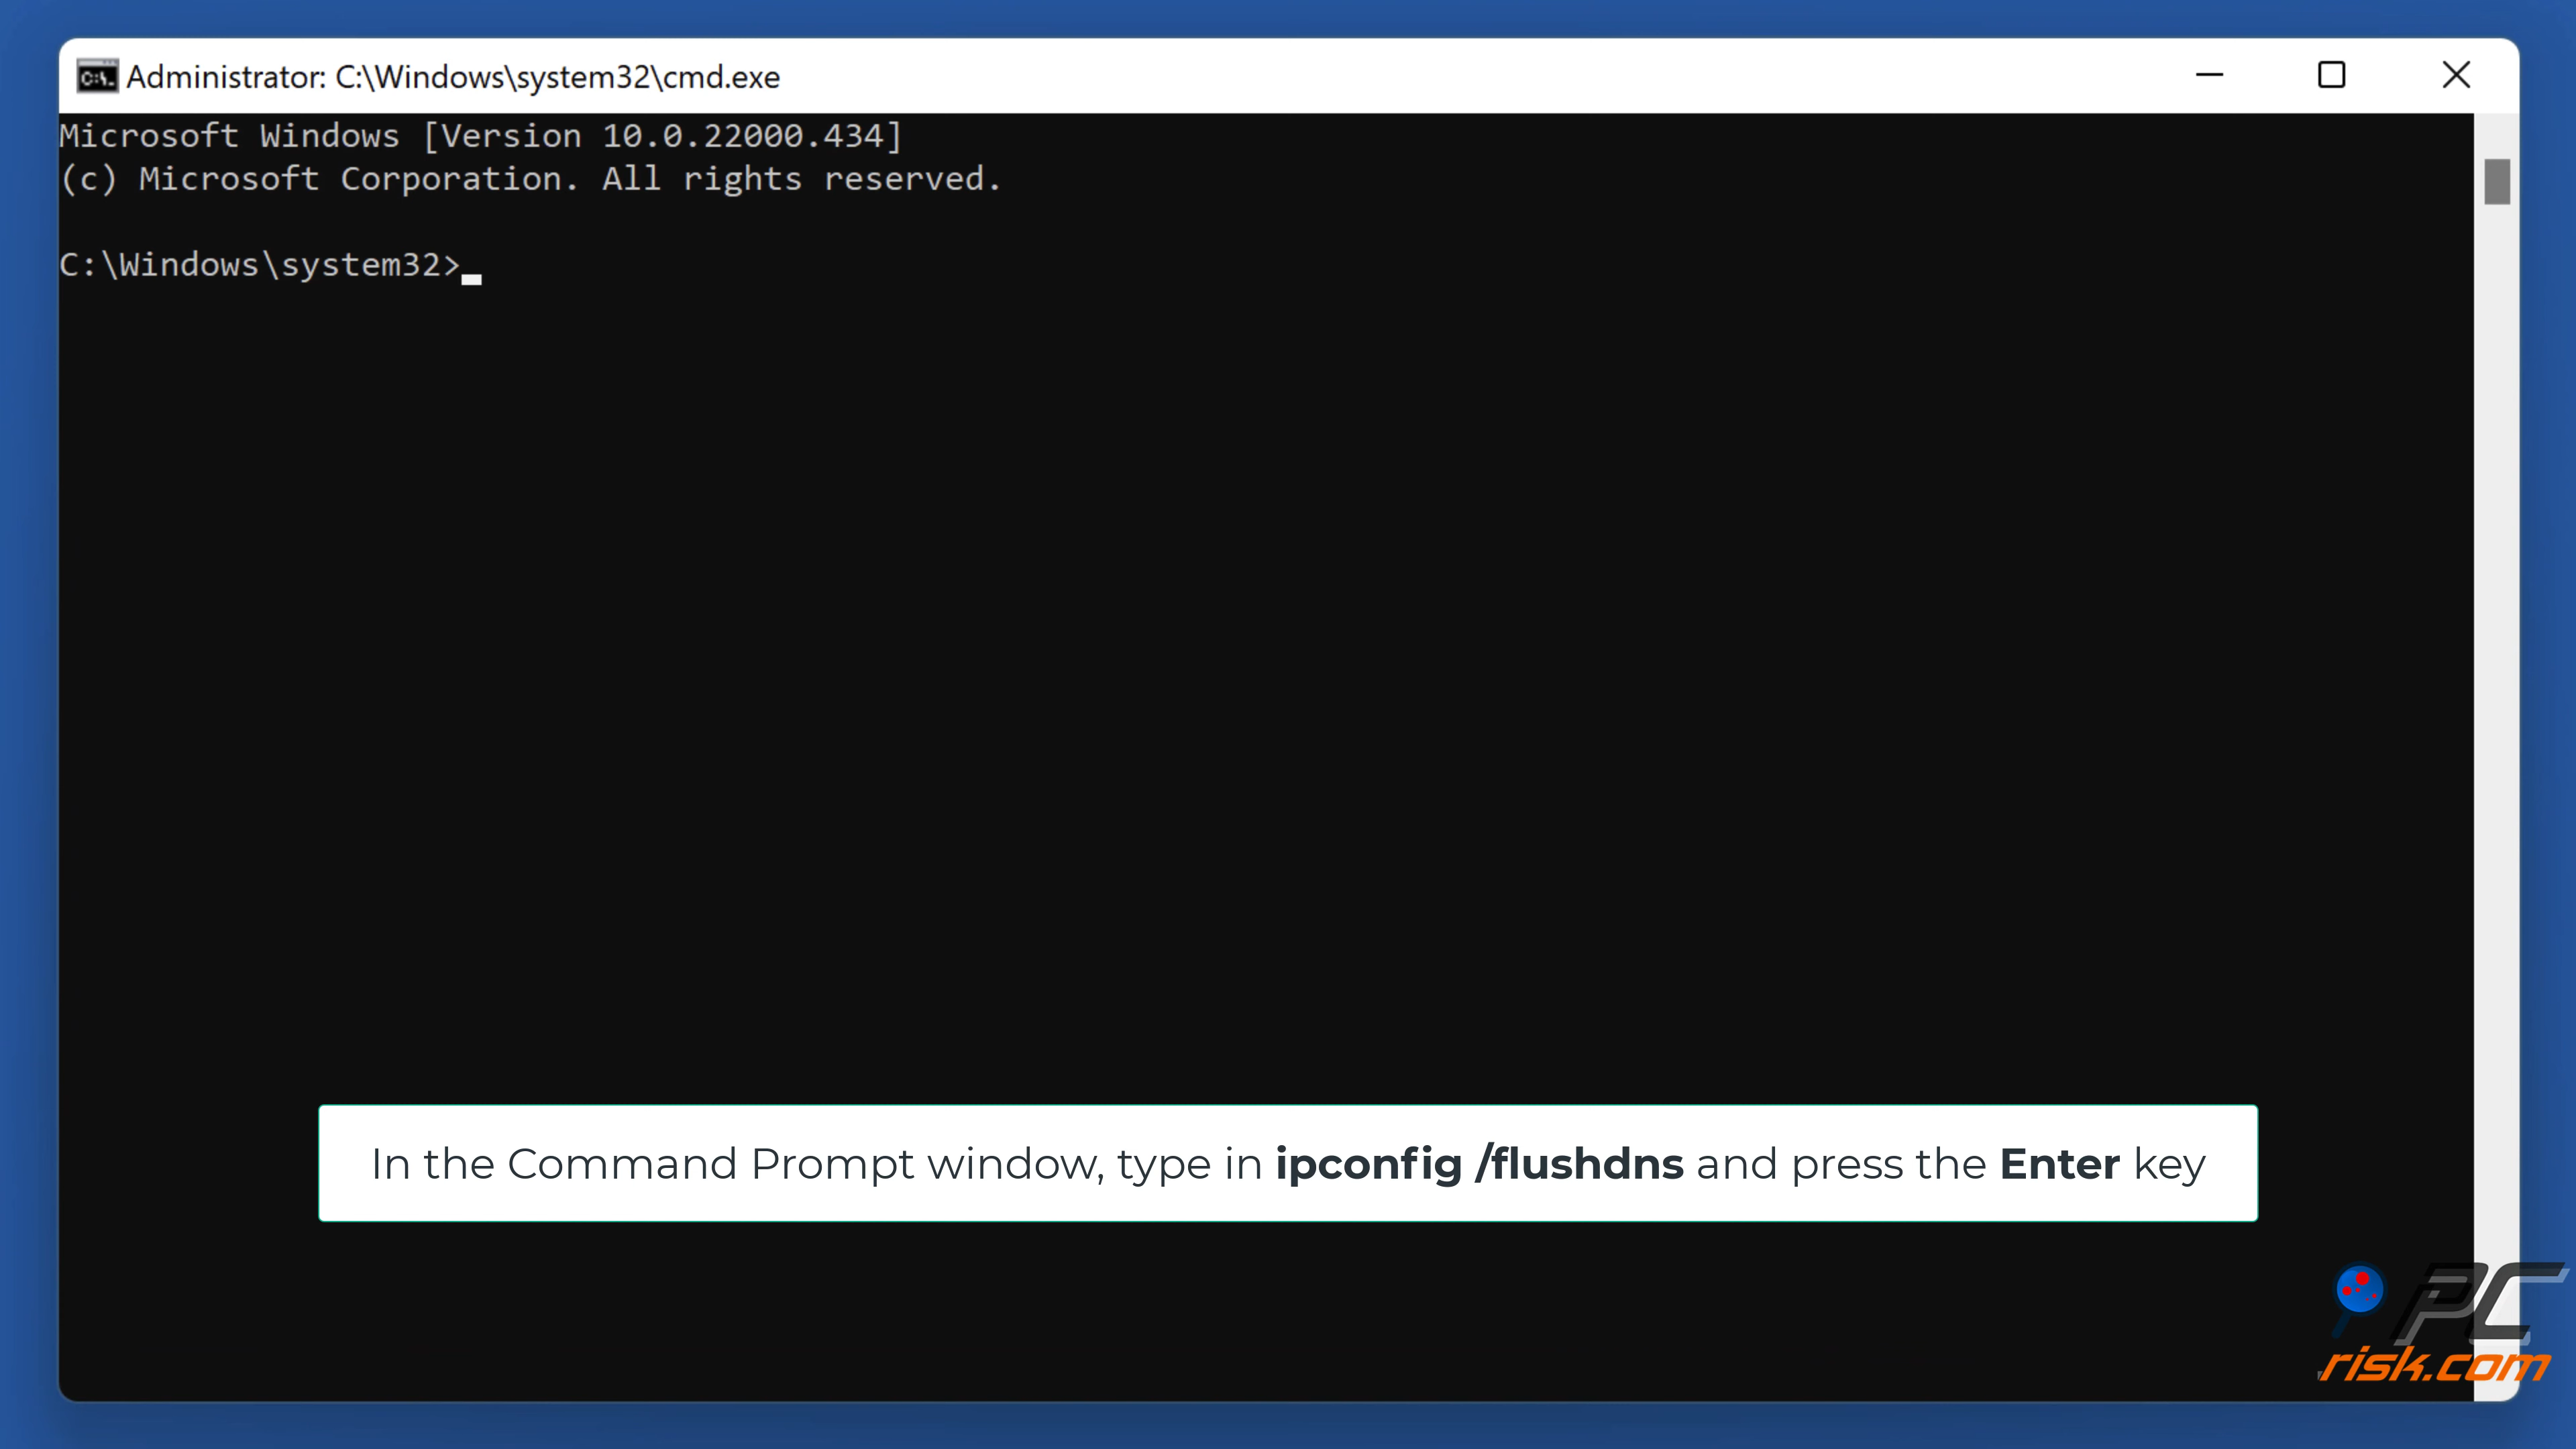 Administrator: C:\Windows\system32\cmd.exe
Microsoft Windows [Version 10.0.22000.434]
(c) Microsoft Corporation. All rights reserved.
C:\Windows\system32>
In the Command Prompt window, type in ipconfig /flushdns and press the Enter key
PC
risk.com